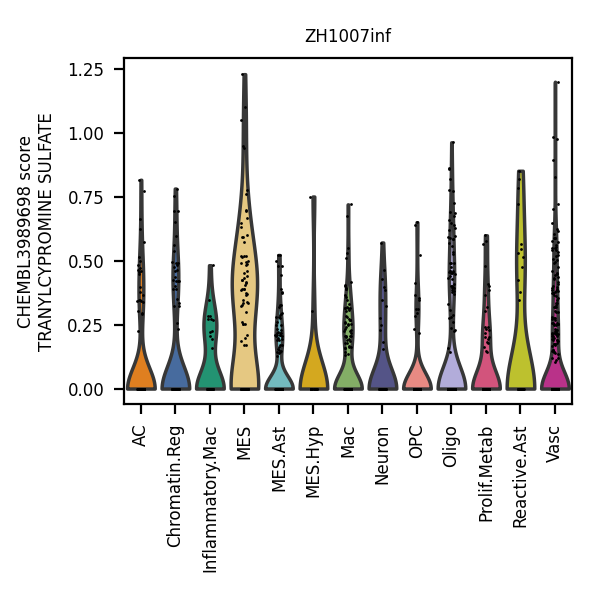 ZH1007inf
CHEMBL3989698 score
TRANYLCYPROMINE SULFATE
1.25
1.00
0.75
0.50
0.25
0.00
AC
Chromatin.Reg
Inflammatory.Mac
MES
MES.Ast
MES.Hyp
Mac
Neuron
OPC
Oligo
Prolif.Metab
Reactive.Ast
Vasc